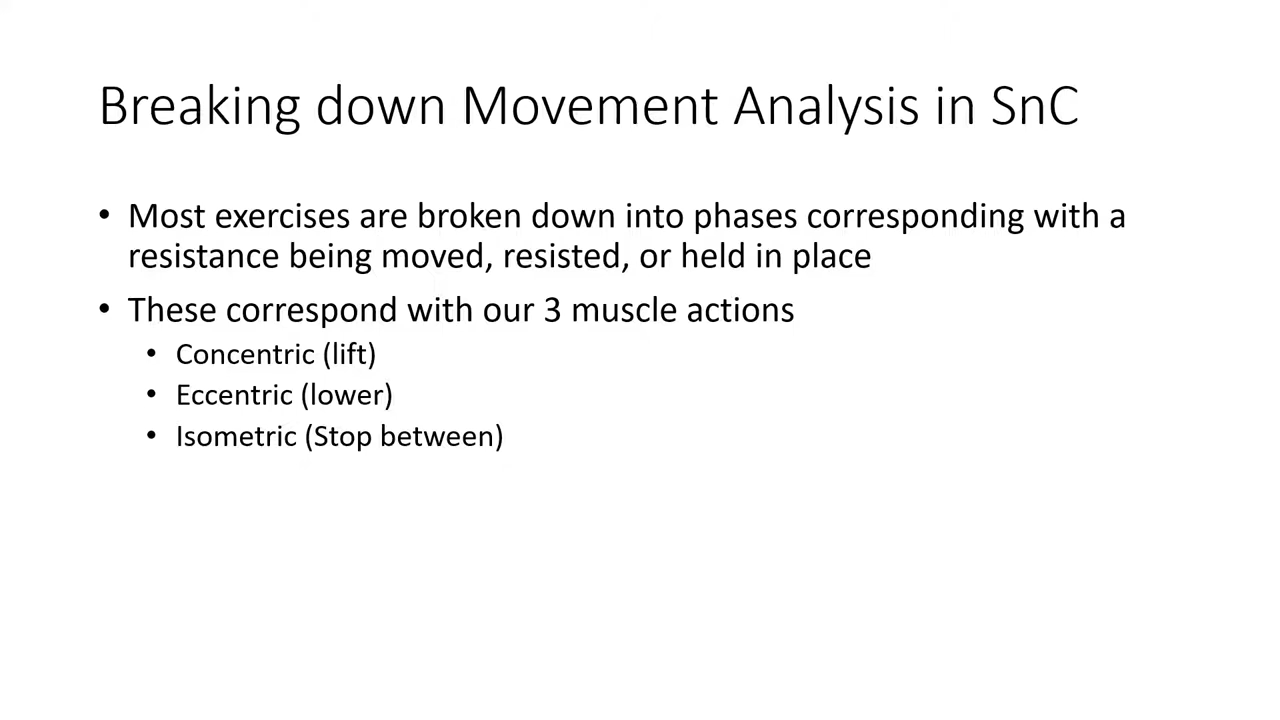 Breaking down Movement Analysis in SnC
• Most exercises are broken down into phases corresponding with a
resistance being moved, resisted, or held in place
• These correspond with our 3 muscle actions
• Concentric (lift)
• Eccentric (lower)
• Isometric (Stop between)